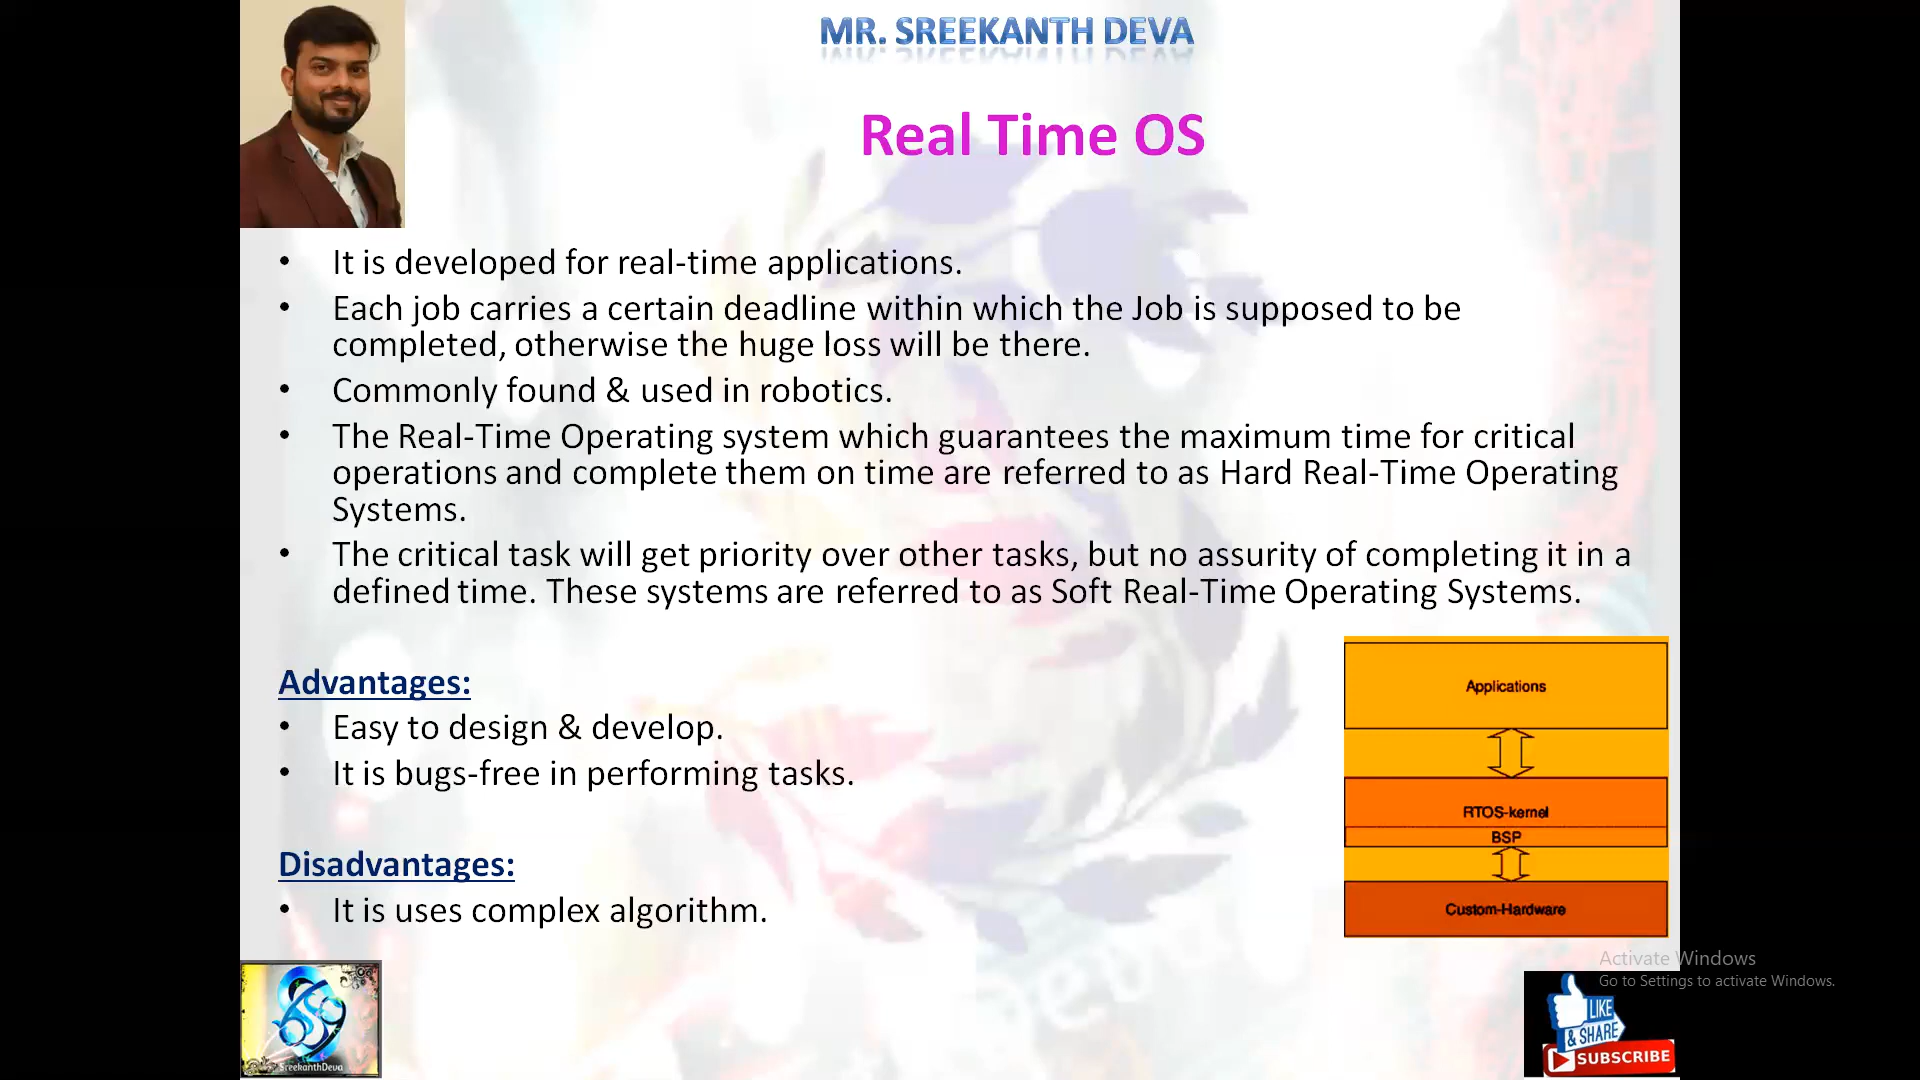 MR. SREEKANTH DEVA
Real Time OS
• It is developed for real-time applications.
• Each job carries a certain deadline within which the Job is supposed to be
completed, otherwise the huge loss will be there.
• Commonly found & used in robotics.
• The Real-Time Operating system which guarantees the maximum time for critical
operations and complete them on time are referred to as Hard Real-Time Operating
Systems.
• The critical task will get priority over other tasks, but no assurity of completing it in a
defined time. These systems are referred to as Soft Real-Time Operating Systems.
Advantages:
• Easy to design & develop.
• It is bugs-free in performing tasks.
Disadvantages:
• It is uses complex algorithm.
Applications
RTOS-kernel
BSP
Custom-Hardware
Activate Windows
Go to Settings to activate Windows.
SreekanthDeva
LIKE
& SHARE
SUBSCRIBE